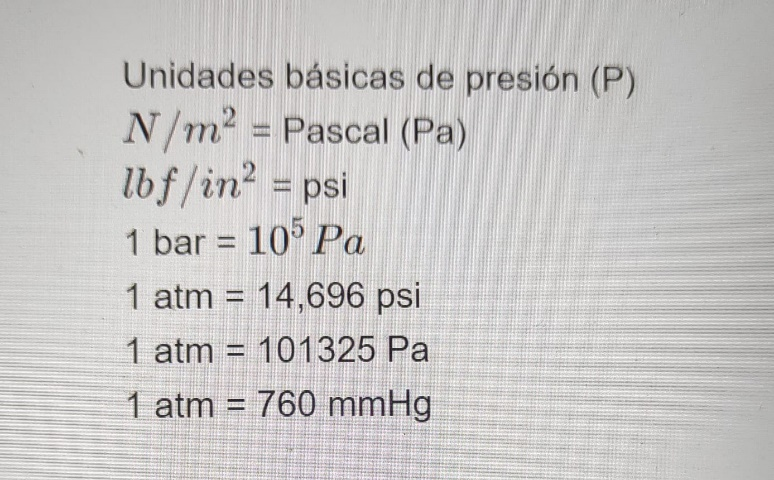 Unidades básicas de presión (P)
N/m² = Pascal (Pa)
lbf/in² = psi
1 bar = 10⁵ Pa
1 atm = 14,696 psi
1 atm = 101325 Pa
1 atm = 760 mmHg